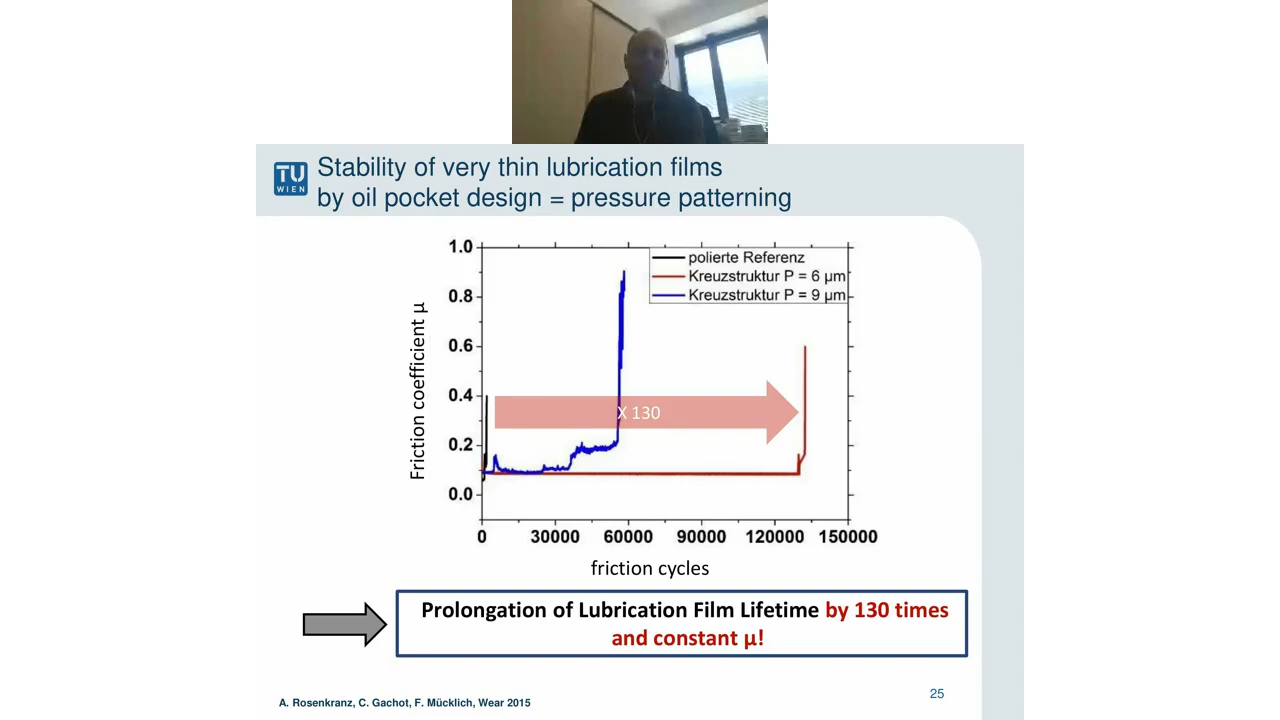 TU
WIEN
Stability of very thin lubrication films
by oil pocket design = pressure patterning
1.0
0.8
0.6
0.4
0.2
0.0
Friction coefficient μ
polierte Referenz
Kreuzstruktur P = 6 μm
Kreuzstruktur P = 9 μm
X 130
0 30000 60000 90000 120000 150000
friction cycles
Prolongation of Lubrication Film Lifetime by 130 times
and constant μ!
25
A. Rosenkranz, C. Gachot, F. Mücklich, Wear 2015